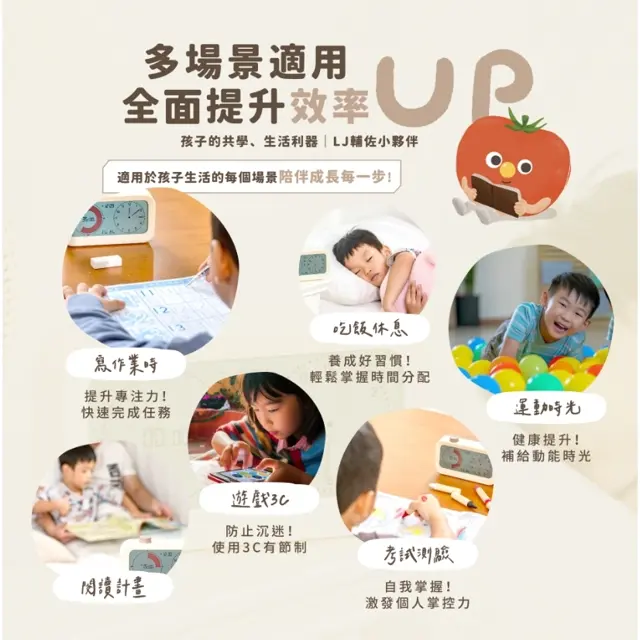 多場景適用
全面提升效率UP
孩子的共學、生活利器｜LJ輔佐小夥伴
適用於孩子生活的每個場景陪伴成長每一步!
寫作業時
提升專注力!
快速完成任務
吃飯休息
養成好習慣!
輕鬆掌握時間分配
運動時光
健康提升!
補給動能時光
遊戲3C
防止沉迷!
使用3C有節制
閱讀計畫
考試測驗
自我掌握!
激發個人掌控力